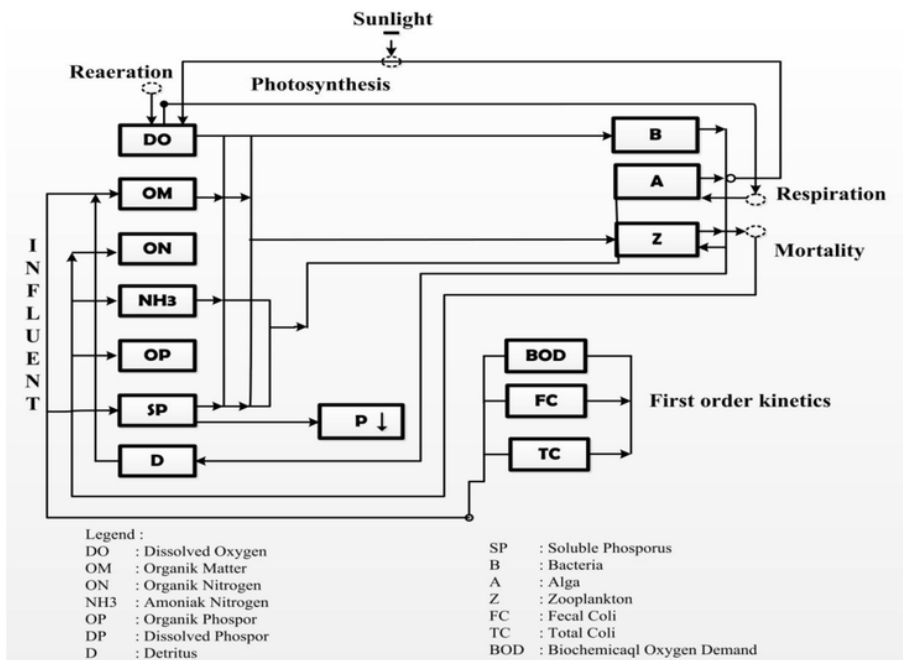 Sunlight
Reaeration
Photosynthesis
DO
B
OM
A
Respiration
ON
Z
Mortality
INFLUENT
NH3
OP
BOD
SP
P ↓
FC
First order kinetics
D
TC
Legend :
DO : Dissolved Oxygen
OM : Organik Matter
ON : Organik Nitrogen
NH3 : Amoniak Nitrogen
OP : Organik Phospor
DP : Dissolved Phospor
D : Detritus
SP : Soluble Phosporus
B : Bacteria
A : Alga
Z : Zooplankton
FC : Fecal Coli
TC : Total Coli
BOD : Biochemicaql Oxygen Demand